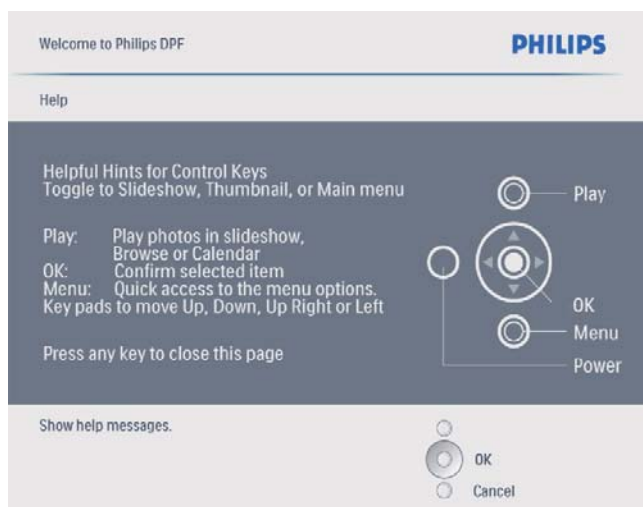 Welcome to Philips DPF
PHILIPS
Help
Helpful Hints for Control Keys
Toggle to Slideshow, Thumbnail, or Main menu
Play: Play photos in slideshow,
Browse or Calendar
OK: Confirm selected item
Menu: Quick access to the menu options.
Key pads to move Up, Down, Up Right or Left
Press any key to close this page
Play
OK
Menu
Power
Show help messages.
OK
Cancel